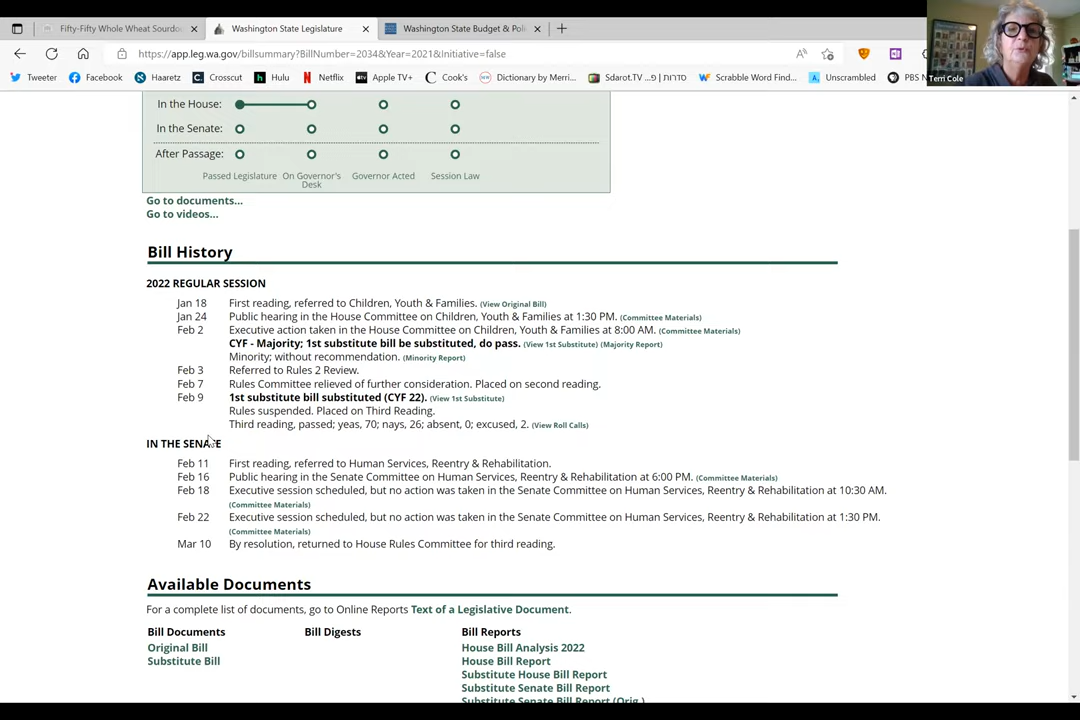 Fifty-Fifty Whole Wheat Sourdo
Washington State Legislature
Washington State Budget & Poli
https://app.leg.wa.gov/billsummary?BillNumber=2034&Year=2021&Initiative=false
Twitter Facebook Haaretz Crosscut Hulu Netflix Apple TV+ Cook's Dictionary by Merri... Sdarot.TV סדרות | פ... Scrabble Word Find... Unscrambled PBS
Terri Cole
In the House:
In the Senate:
After Passage:
Passed Legislature On Governor's Desk Governor Acted Session Law
Go to documents...
Go to videos...
Bill History
2022 REGULAR SESSION
Jan 18 First reading, referred to Children, Youth & Families. (View Original Bill)
Jan 24 Public hearing in the House Committee on Children, Youth & Families at 1:30 PM. (Committee Materials)
Feb 2 Executive action taken in the House Committee on Children, Youth & Families at 8:00 AM. (Committee Materials)
CYF - Majority; 1st substitute bill be substituted, do pass. (View 1st Substitute) (Majority Report)
Minority; without recommendation. (Minority Report)
Feb 3 Referred to Rules 2 Review.
Feb 7 Rules Committee relieved of further consideration. Placed on second reading.
Feb 9 1st substitute bill substituted (CYF 22). (View 1st Substitute)
Rules suspended. Placed on Third Reading.
Third reading, passed; yeas, 70; nays, 26; absent, 0; excused, 2. (View Roll Calls)
IN THE SENATE
Feb 11 First reading, referred to Human Services, Reentry & Rehabilitation.
Feb 16 Public hearing in the Senate Committee on Human Services, Reentry & Rehabilitation at 6:00 PM. (Committee Materials)
Feb 18 Executive session scheduled, but no action was taken in the Senate Committee on Human Services, Reentry & Rehabilitation at 10:30 AM.
(Committee Materials)
Feb 22 Executive session scheduled, but no action was taken in the Senate Committee on Human Services, Reentry & Rehabilitation at 1:30 PM.
(Committee Materials)
Mar 10 By resolution, returned to House Rules Committee for third reading.
Available Documents
For a complete list of documents, go to Online Reports Text of a Legislative Document.
Bill Documents Bill Digests Bill Reports
Original Bill House Bill Analysis 2022
Substitute Bill House Bill Report
Substitute House Bill Report
Substitute Senate Bill Report
Substitute Senate Bill Report (Orig.)